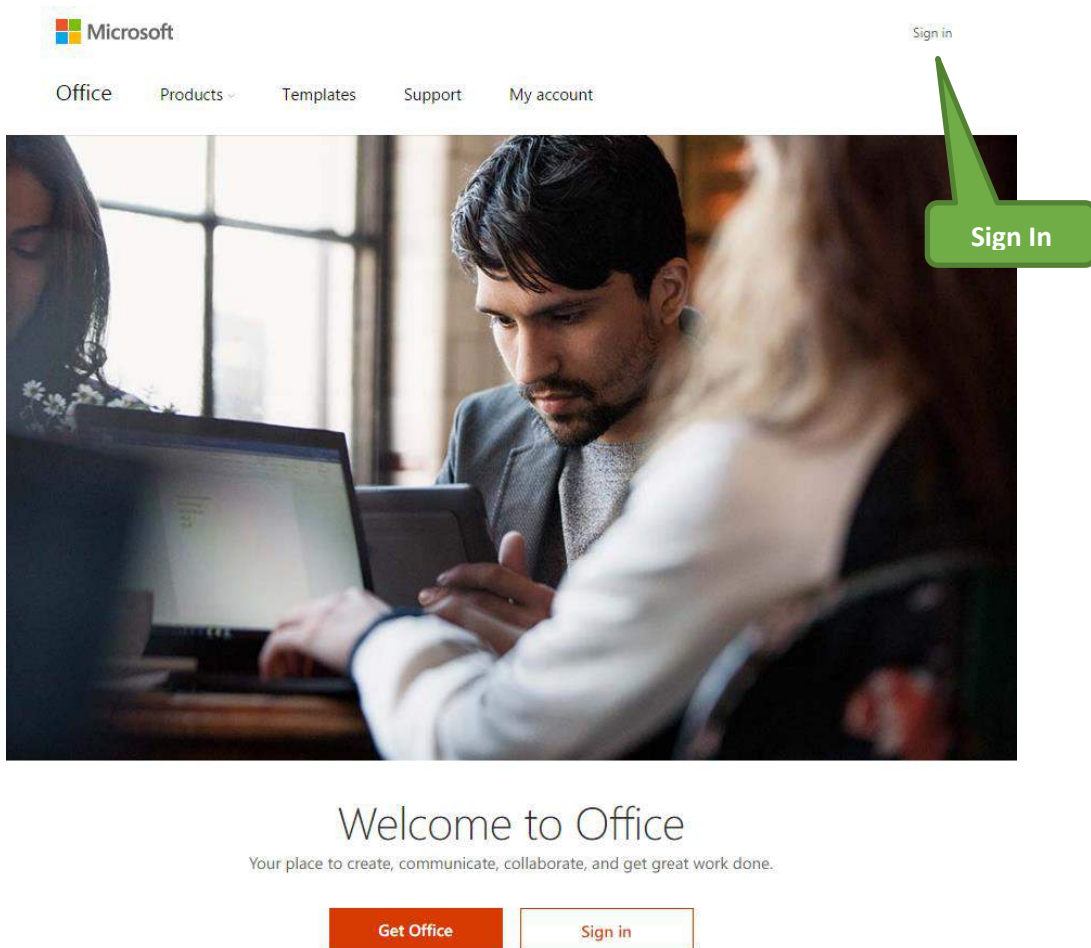 Microsoft
Sign in
Office Products Templates Support My account
Sign In
Welcome to Office
Your place to create, communicate, collaborate, and get great work done.
Get Office Sign in